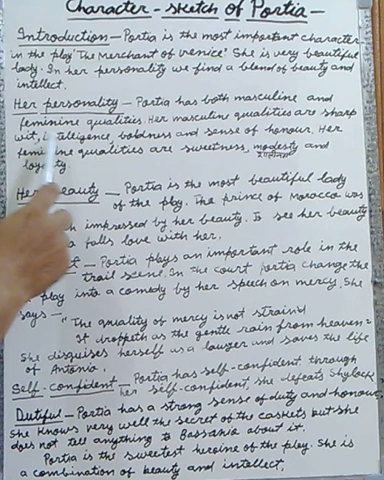 Character - sketch of Portia -
Introduction - Portia is the most important character
in the play 'The Merchant of Venice'. She is very beautiful
lady. In her personality we find a blend of beauty and
intellect.
Her personality - Portia has both masculine and
feminine qualities. Her masculine qualities are sharp
wit, intelligence, boldness and sense of honour. Her
feminine qualities are sweetness, modesty and
loyalty
Her beauty - Portia is the most beautiful lady
of the play. The prince of Moracco was
impressed by her beauty. To see her beauty
falls love with her.
- Portia plays an important role in the
trail scene. In the court portia change the
play into a comedy by her speech on mercy. She
says -
"The quality of mercy is not strain'd
It droppeth as the gentle rain from heaven=
She disguises herself as a lawyer and saves the life
of Antonio.
Self-confident - Portia has self-confident. through
her self-confident, she defeats Shylock
Dutiful - Portia has a strong sense of duty and honour,
She knows very well the secret of the caskets but she
does not tell anything to Bassanio about it.
Portia is the sweetest heroine of the play. She is
a combination of beauty and intellect.